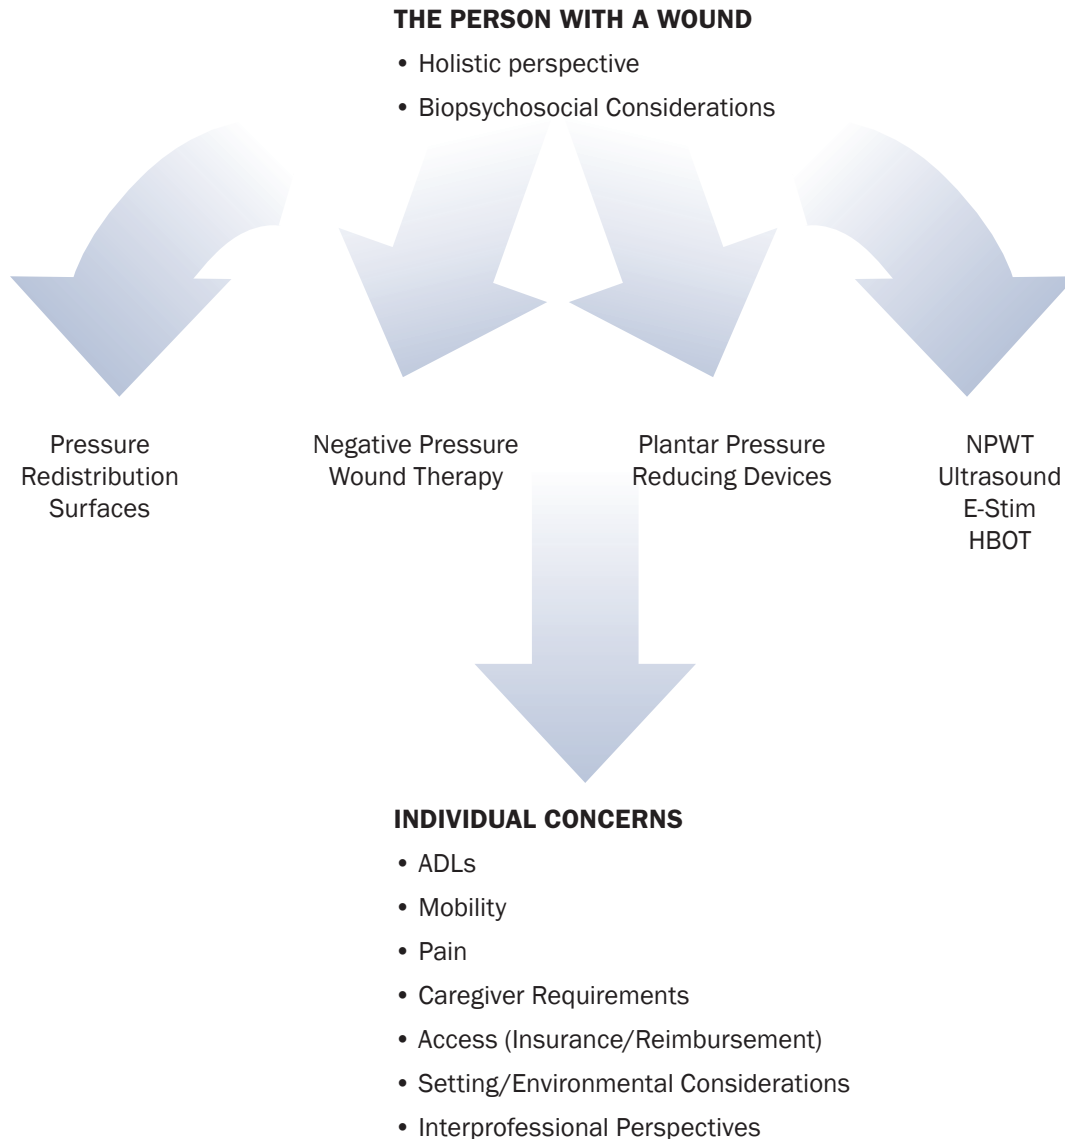 THE PERSON WITH A WOUND
• Holistic perspective
• Biopsychosocial Considerations
Pressure
Redistribution
Surfaces
Negative Pressure
Wound Therapy
Plantar Pressure
Reducing Devices
NPWT
Ultrasound
E-Stim
HBOT
INDIVIDUAL CONCERNS
• ADLs
• Mobility
• Pain
• Caregiver Requirements
• Access (Insurance/Reimbursement)
• Setting/Environmental Considerations
• Interprofessional Perspectives